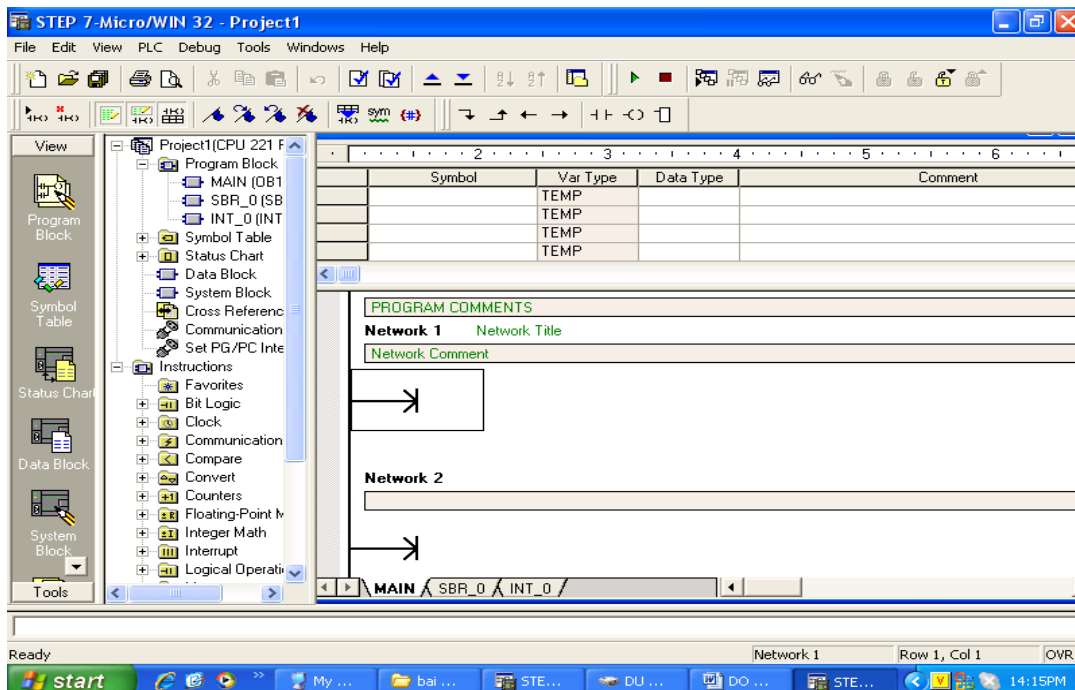 STEP 7-Micro/WIN 32 - Project1
File Edit View PLC Debug Tools Windows Help
View
Program Block
Symbol Table
Status Chart
Data Block
System Block
Tools
Project1(CPU 221 F
Program Block
MAIN (OB1
SBR_0 (SB
INT_0 (INT
Symbol Table
Status Chart
Data Block
System Block
Cross Referenc
Communication
Set PG/PC Inte
Instructions
Favorites
Bit Logic
Clock
Communication
Compare
Convert
Counters
Floating-Point M
Integer Math
Interrupt
Logical Operati
2 3 4 5 6
Symbol Var Type Data Type Comment
TEMP
TEMP
TEMP
TEMP
PROGRAM COMMENTS
Network 1 Network Title
Network Comment
Network 2
MAIN SBR_0 INT_0
Ready Network 1 Row 1, Col 1 OVR
start My ... bai ... STE... DU ... DO ... STE... 14:15PM